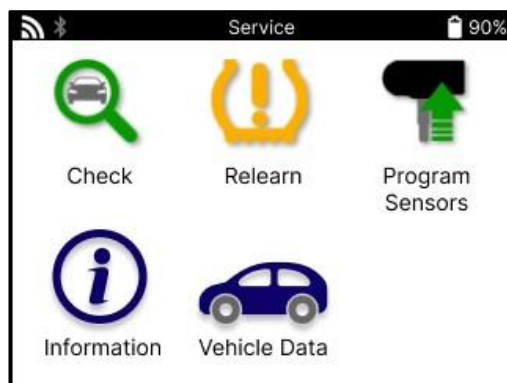 Service
90%
Check
Relearn
Program
Sensors
Information
Vehicle Data